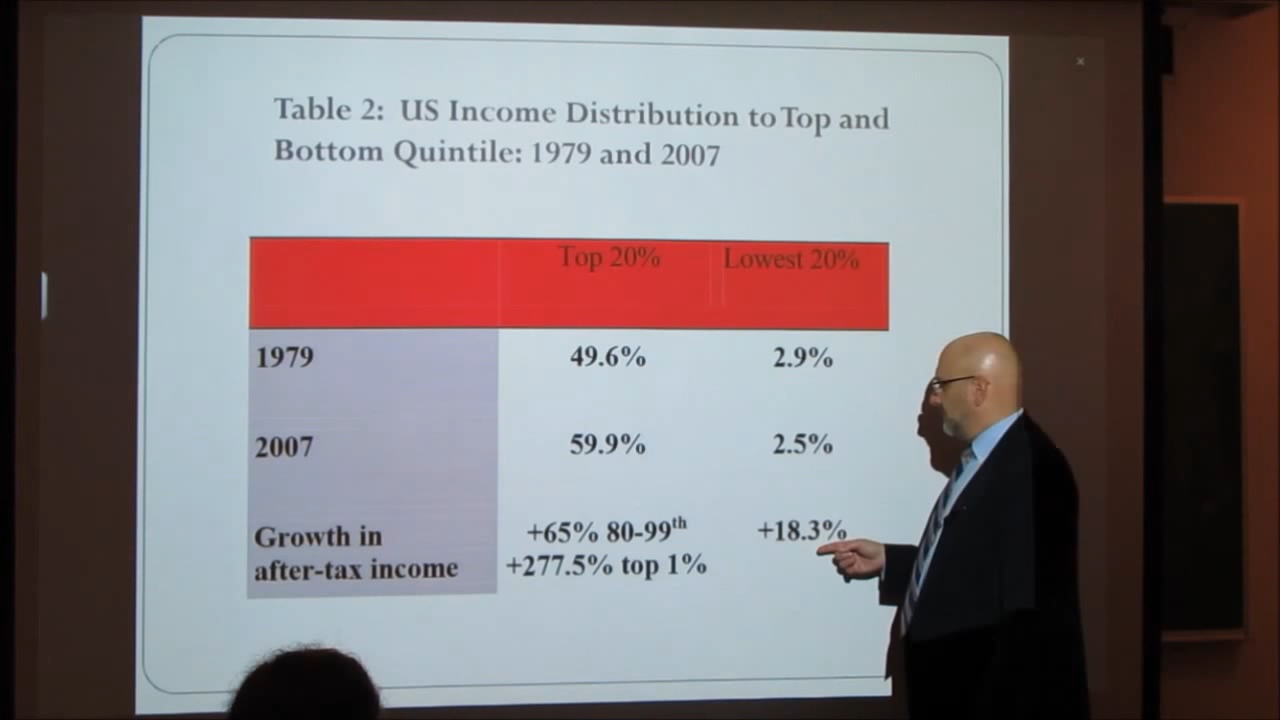 Table 2: US Income Distribution to Top and
Bottom Quintile: 1979 and 2007
Top 20% Lowest 20%
1979 49.6% 2.9%
2007 59.9% 2.5%
Growth in +65% 80-99th +18.3%
after-tax income +277.5% top 1%